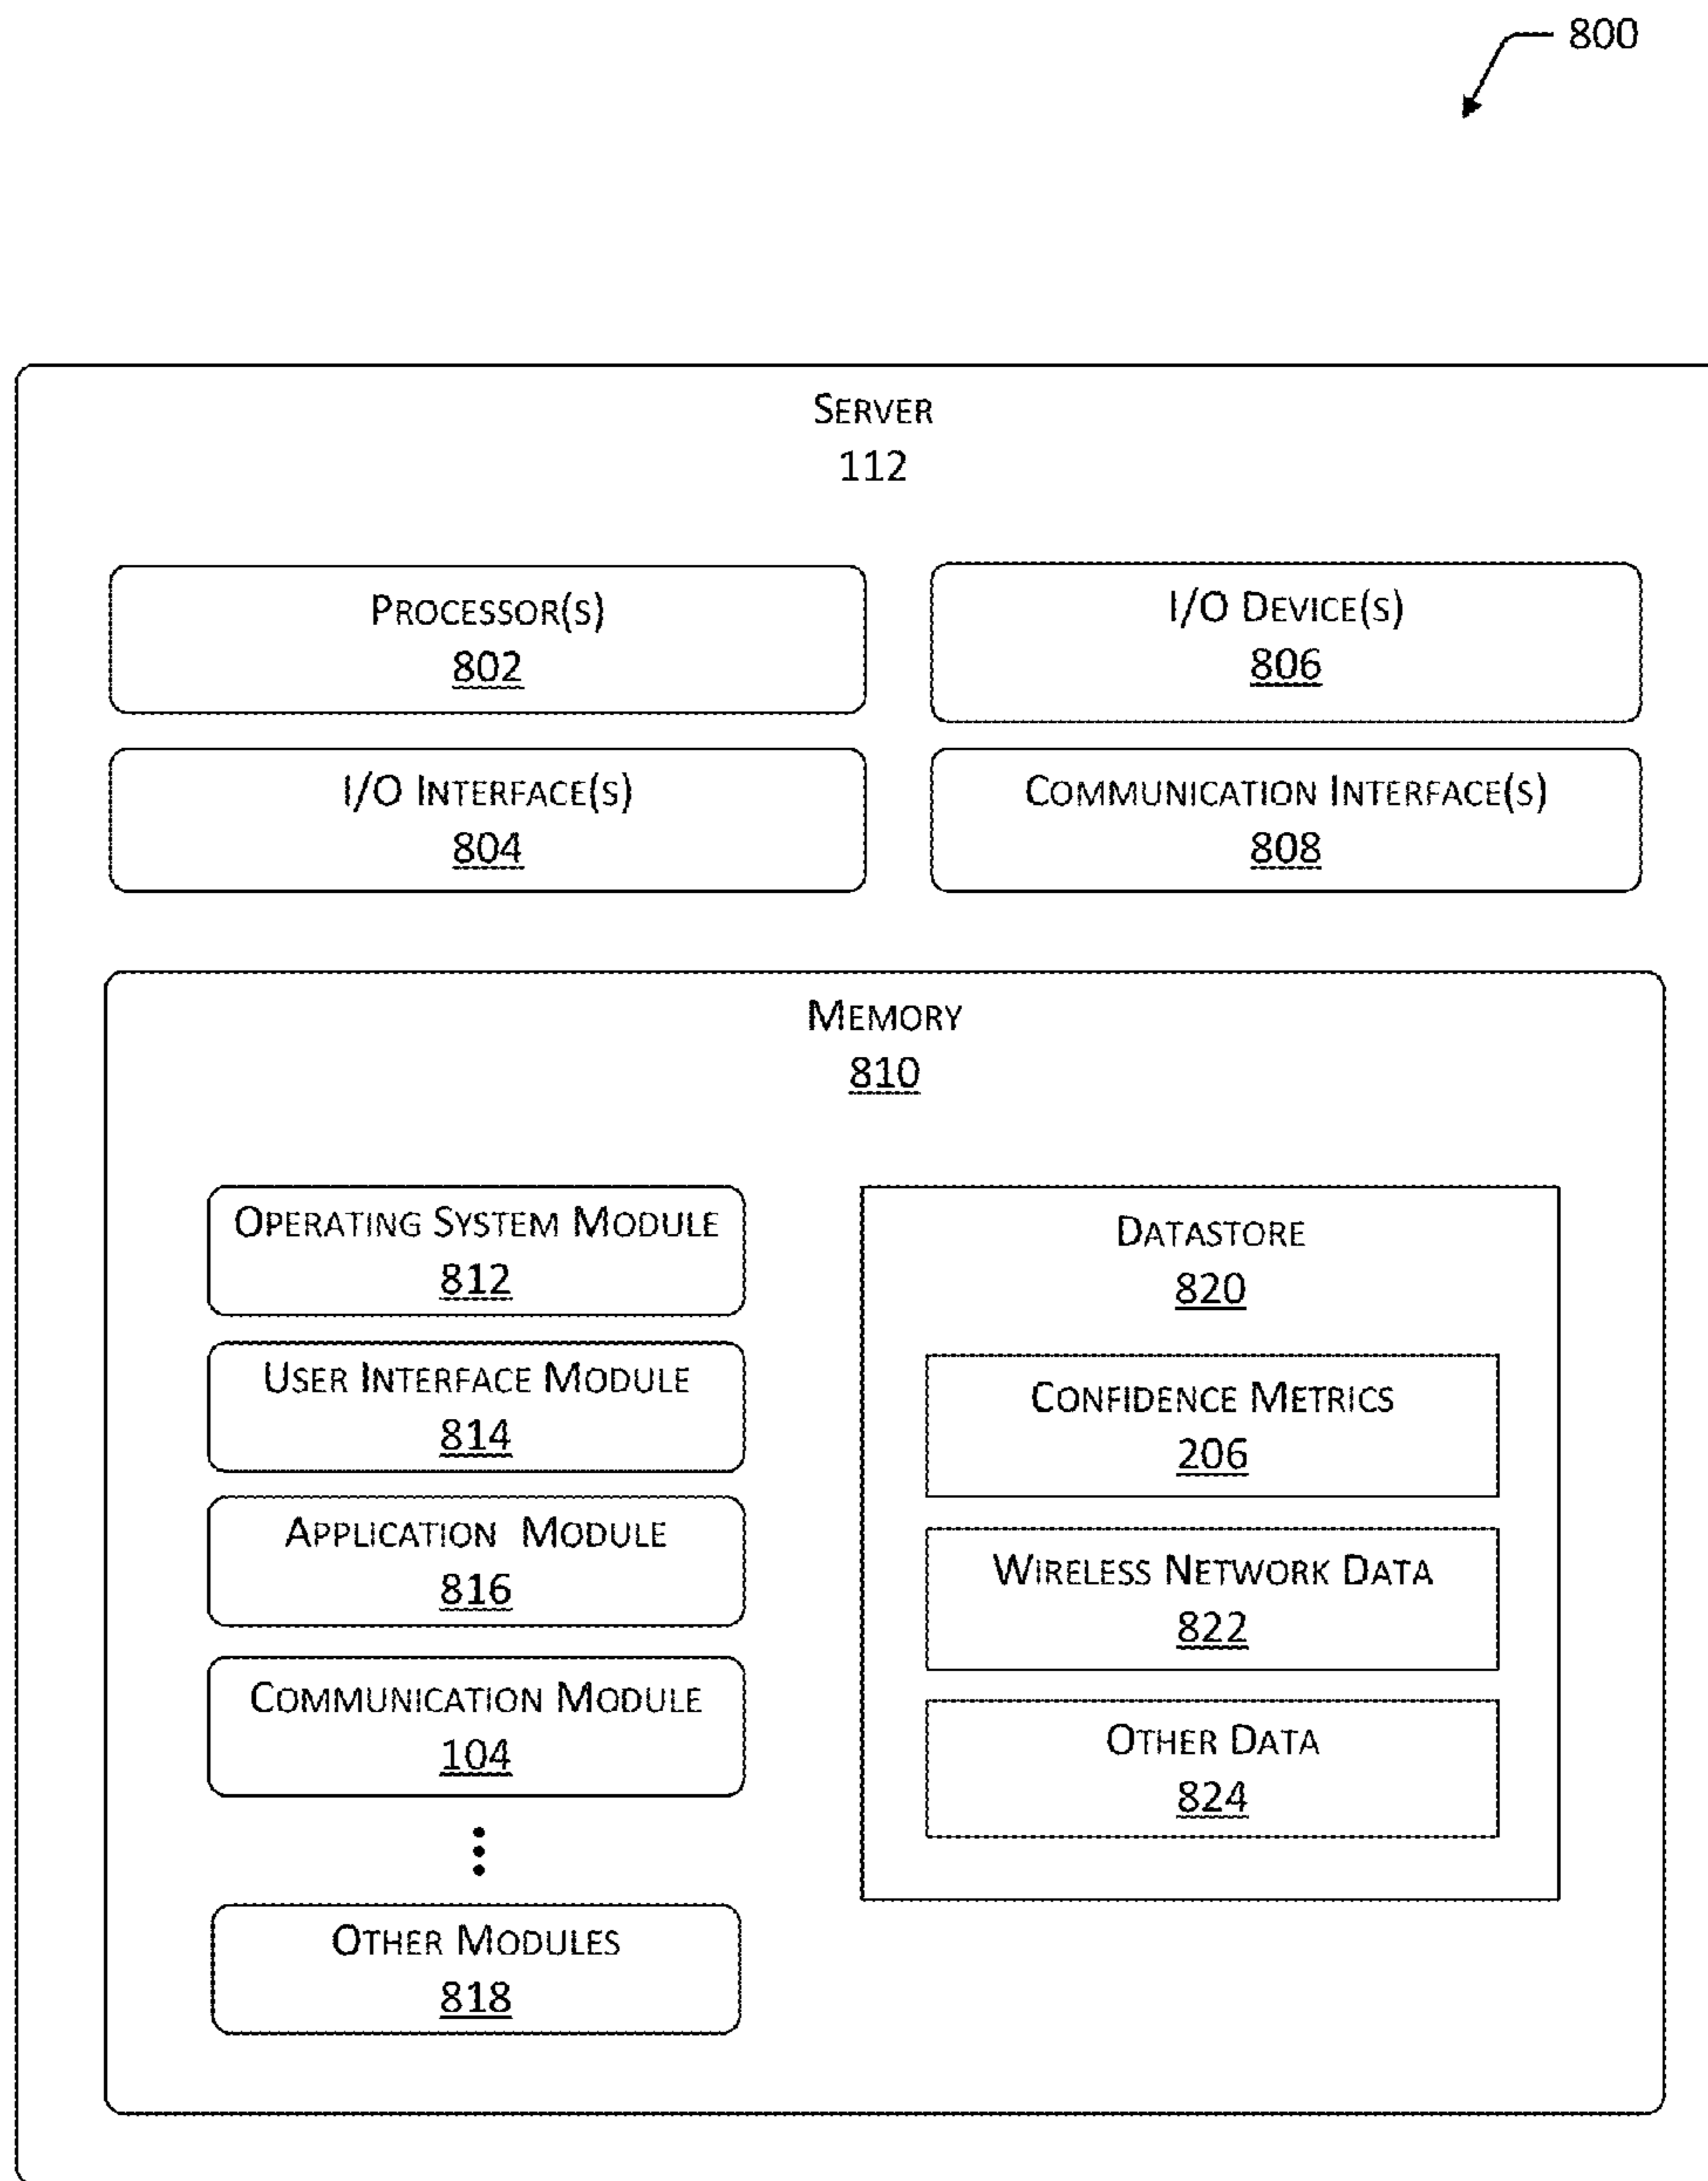 800
SERVER
112
PROCESSOR(S)
802
I/O DEVICE(S)
806
I/O INTERFACE(S)
804
COMMUNICATION INTERFACE(S)
808
MEMORY
810
OPERATING SYSTEM MODULE
812
USER INTERFACE MODULE
814
APPLICATION MODULE
816
COMMUNICATION MODULE
104
OTHER MODULES
818
DATASTORE
820
CONFIDENCE METRICS
206
WIRELESS NETWORK DATA
822
OTHER DATA
824